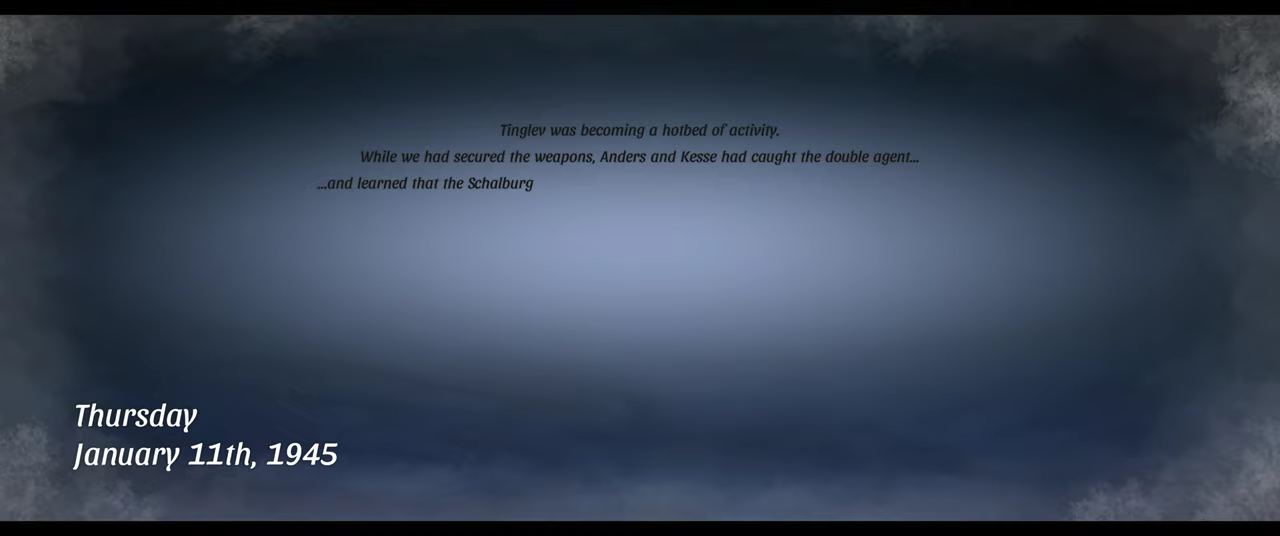 Tinglev was becoming a hotbed of activity.
While we had secured the weapons, Anders and Kesse had caught the double agent...
...and learned that the Schalburg
Thursday
January 11th, 1945